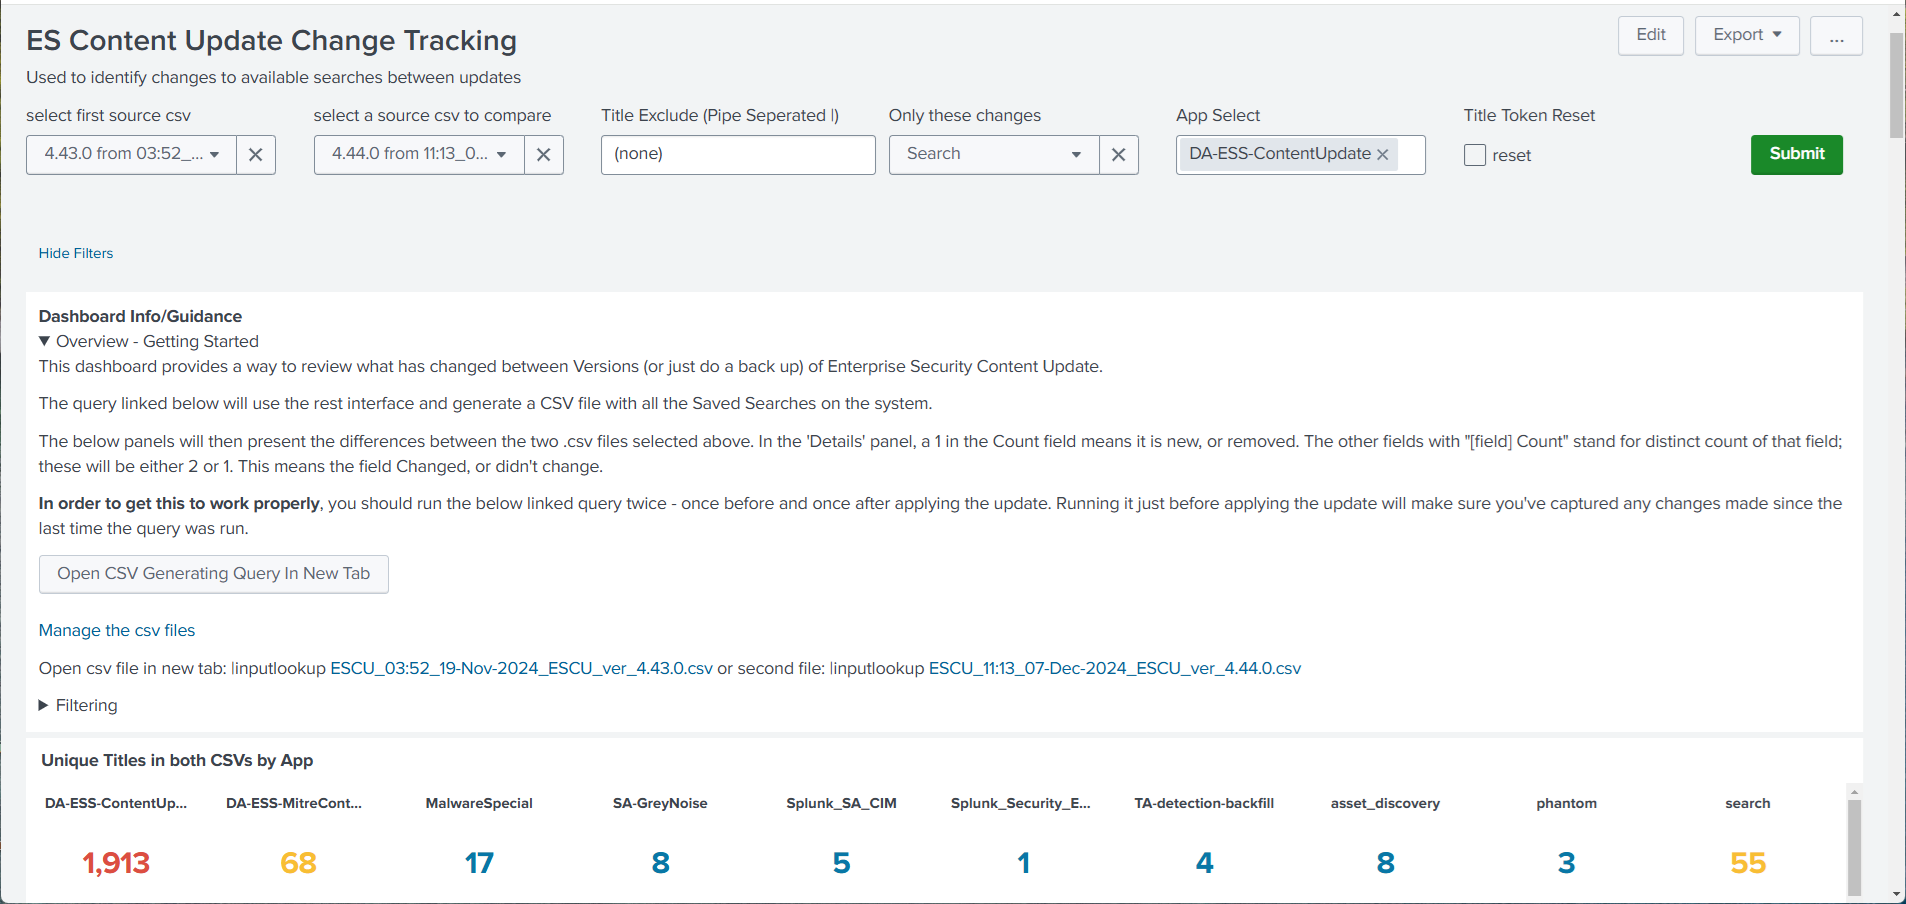 ES Content Update Change Tracking
Edit
Export
...
Used to identify changes to available searches between updates
select first source csv
select a source csv to compare
Title Exclude (Pipe Seperated |)
Only these changes
App Select
Title Token Reset
4.43.0 from 03:52_...
4.44.0 from 11:13_0...
(none)
Search
DA-ESS-ContentUpdate
reset
Submit
Hide Filters
Dashboard Info/Guidance
Overview - Getting Started
This dashboard provides a way to review what has changed between Versions (or just do a back up) of Enterprise Security Content Update.
The query linked below will use the rest interface and generate a CSV file with all the Saved Searches on the system.
The below panels will then present the differences between the two .csv files selected above. In the 'Details' panel, a 1 in the Count field means it is new, or removed. The other fields with "[field] Count" stand for distinct count of that field;
these will be either 2 or 1. This means the field Changed, or didn't change.
In order to get this to work properly, you should run the below linked query twice - once before and once after applying the update. Running it just before applying the update will make sure you've captured any changes made since the
last time the query was run.
Open CSV Generating Query In New Tab
Manage the csv files
Open csv file in new tab: |inputlookup ESCU_03:52_19-Nov-2024_ESCU_ver_4.43.0.csv or second file: |inputlookup ESCU_11:13_07-Dec-2024_ESCU_ver_4.44.0.csv
Filtering
Unique Titles in both CSVs by App
DA-ESS-ContentUp...
DA-ESS-MitreCont...
MalwareSpecial
SA-GreyNoise
Splunk_SA_CIM
Splunk_Security_E...
TA-detection-backfill
asset_discovery
phantom
search
1,913
68
17
8
5
1
4
8
3
55